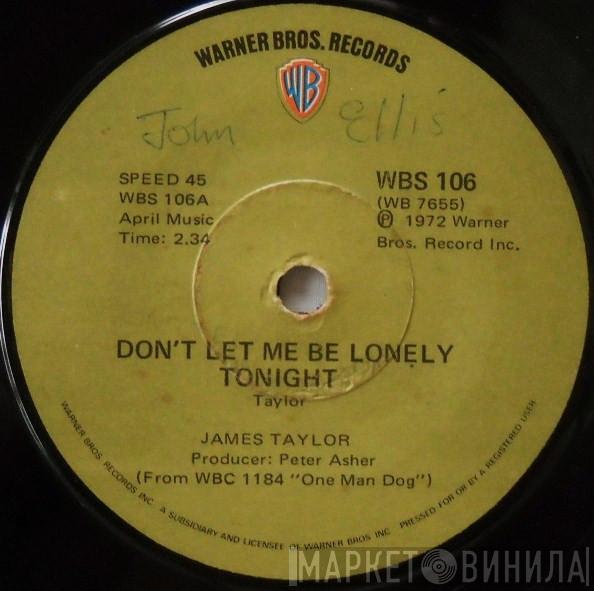 WARNER BROS. RECORDS
WB
John Ellis
SPEED 45
WBS 106A
April Music
Time: 2.34
WBS 106
(WB 7655)
℗ 1972 Warner
Bros. Record Inc.
DON'T LET ME BE LONELY
TONIGHT
Taylor
JAMES TAYLOR
Producer: Peter Asher
(From WBC 1184 "One Man Dog")
WARNER BROS. RECORDS INC. A SUBSIDIARY AND LICENSEE OF WARNER BROS INC PRESSED FOR OR BY A REGISTERED USER
МАРКЕТ ВИНИЛА